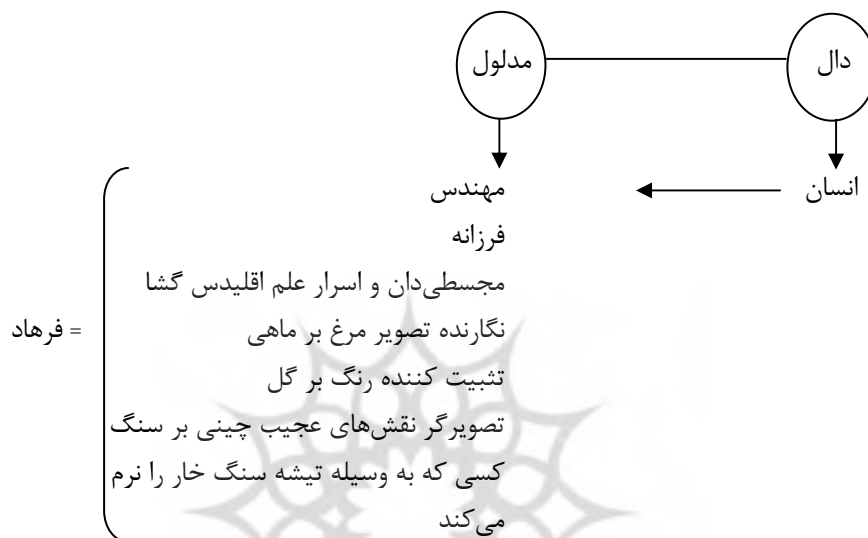 دال
مدلول
انسان
مهندس
فرزانه
مجسطی‌دان و اسرار علم اقلیدس گشا
نگارنده تصویر مرغ بر ماهی
تثبیت کننده رنگ بر گل
تصویرگر نقش‌های عجیب چینی بر سنگ
کسی که به وسیله تیشه سنگ خار را نرم
می‌کند
= فرهاد